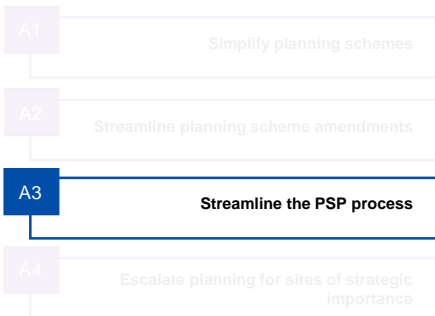 A1
Simplify planning schemes
A2
Streamline planning scheme amendments
A3
Streamline the PSP process
A4
Escalate planning for sites of strategic
importance